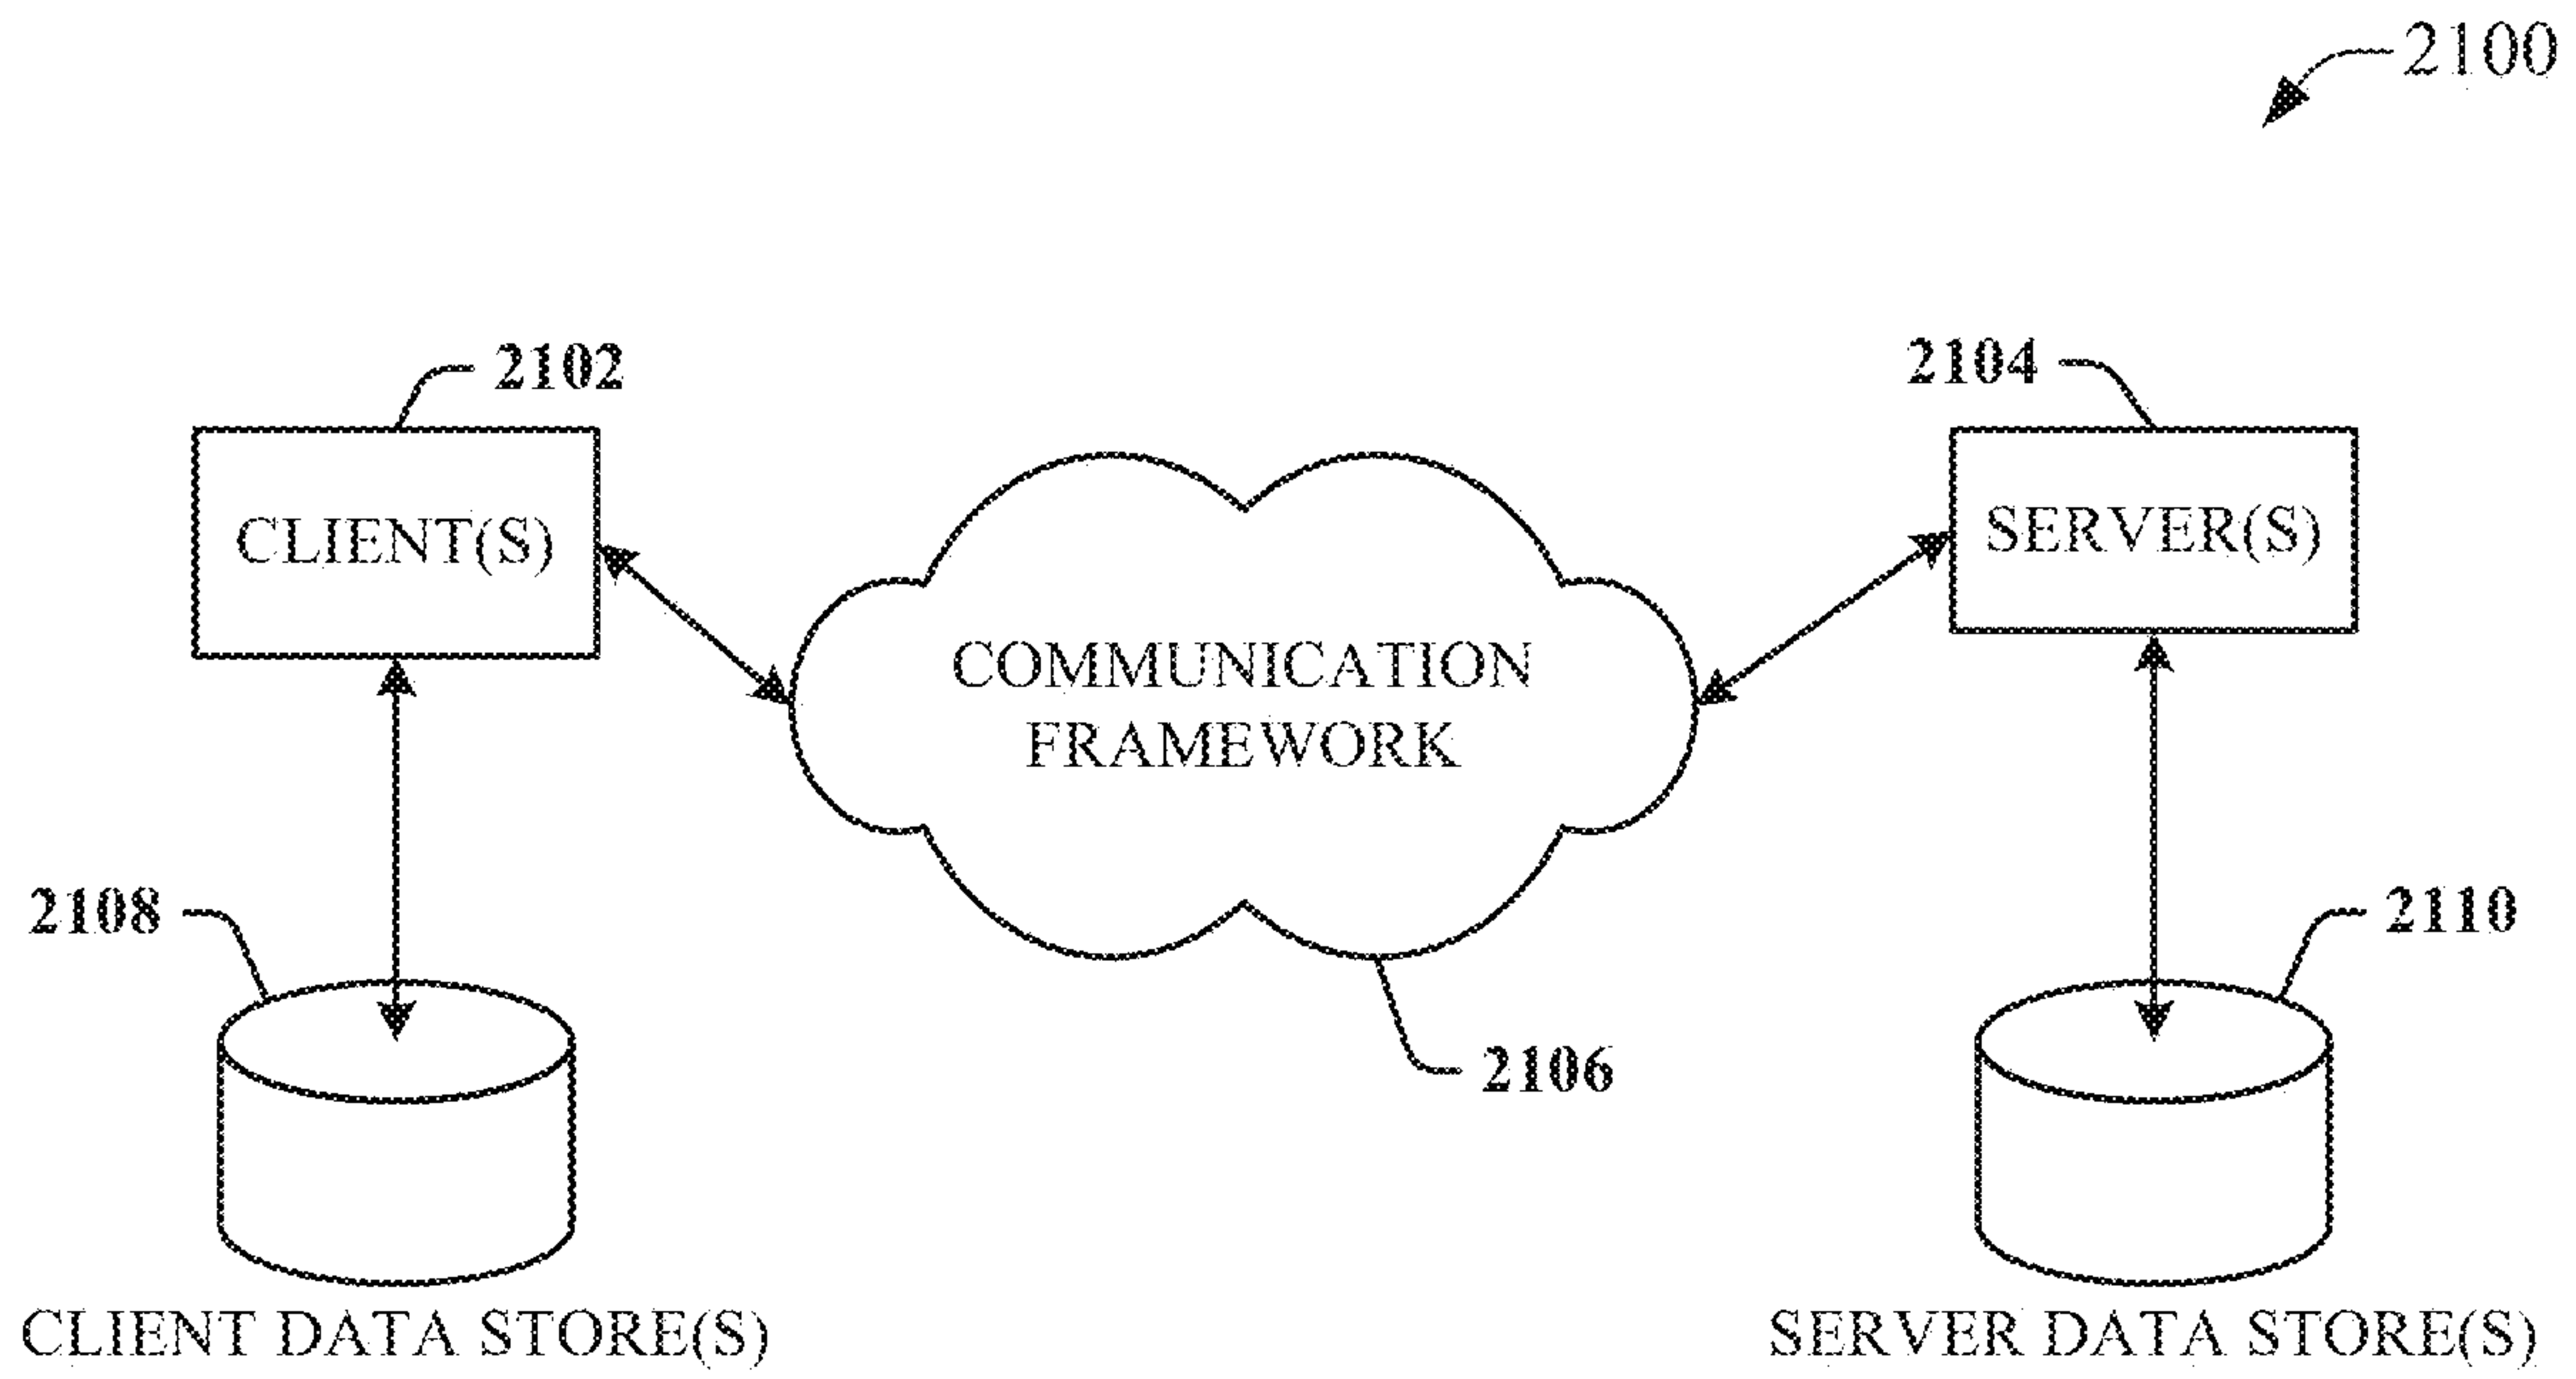 2100
2102
2104
CLIENT(S)
SERVER(S)
COMMUNICATION
FRAMEWORK
2108
2110
2106
CLIENT DATA STORE(S)
SERVER DATA STORE(S)